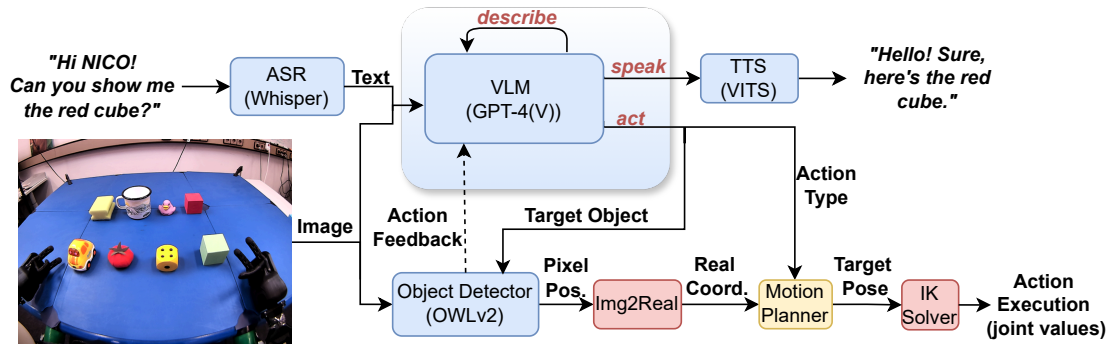 describe
"Hi NICO!
Can you show me
the red cube?"
ASR
(Whisper)
Text
VLM
(GPT-4(V))
speak
act
TTS
(VITS)
"Hello! Sure,
here's the red
cube."
Image
Action
Feedback
Target Object
Action
Type
Object Detector
(OWLv2)
Pixel
Pos.
Img2Real
Real
Coord.
Motion
Planner
Target
Pose
IK
Solver
Action
Execution
(joint values)